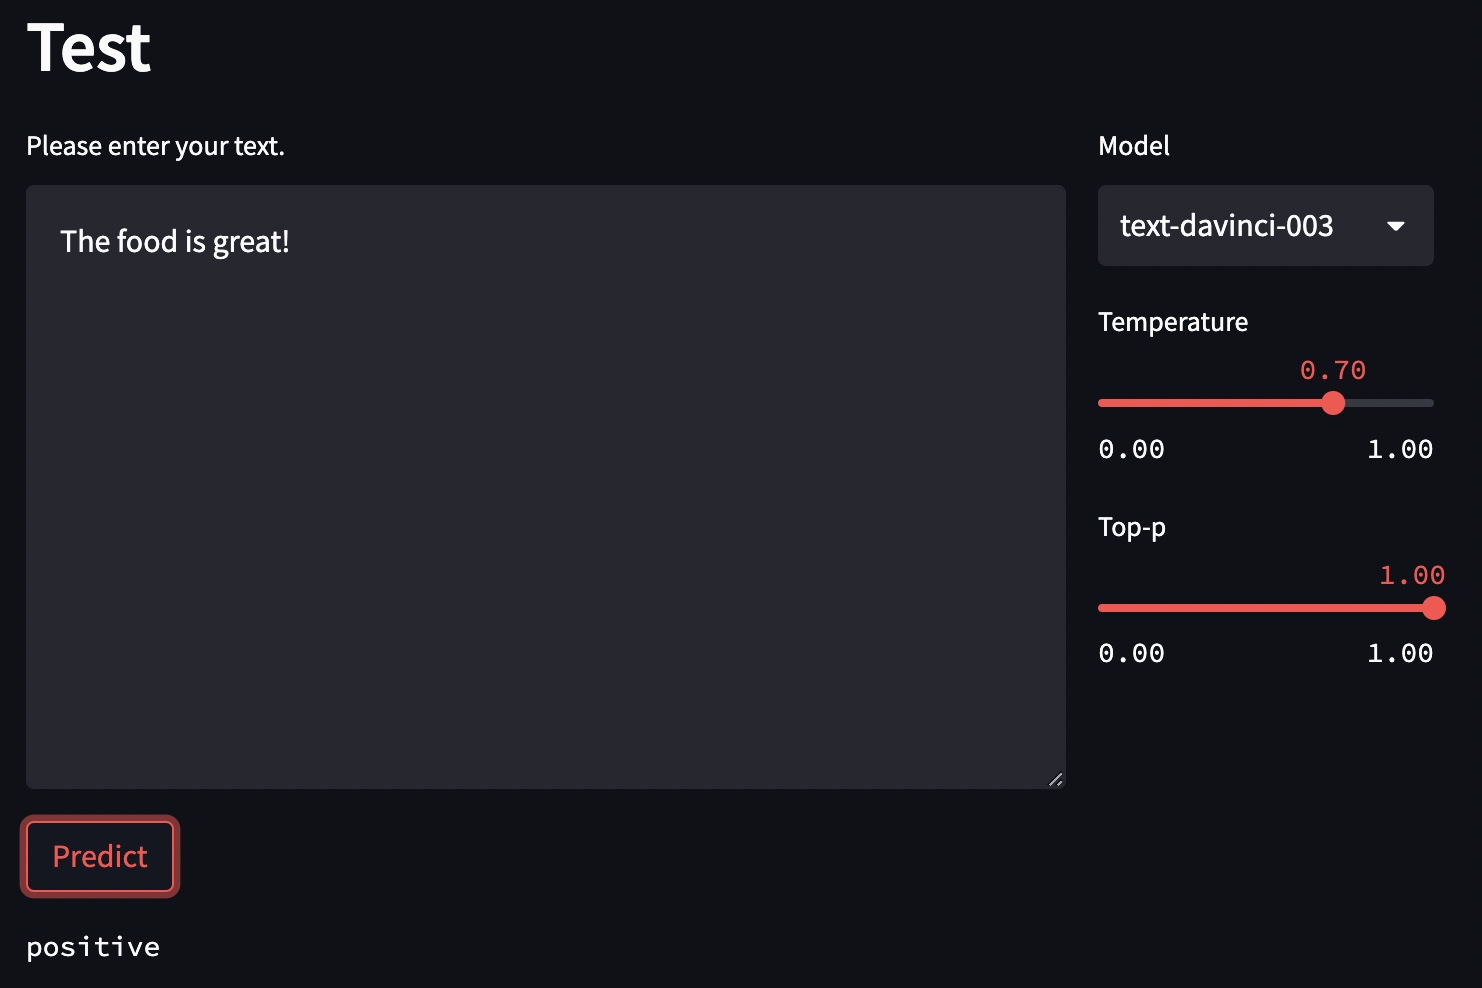 Test
Please enter your text.
The food is great!
Model
text-davinci-003
Temperature
0.70
0.00 1.00
Top-p
1.00
0.00 1.00
Predict
positive